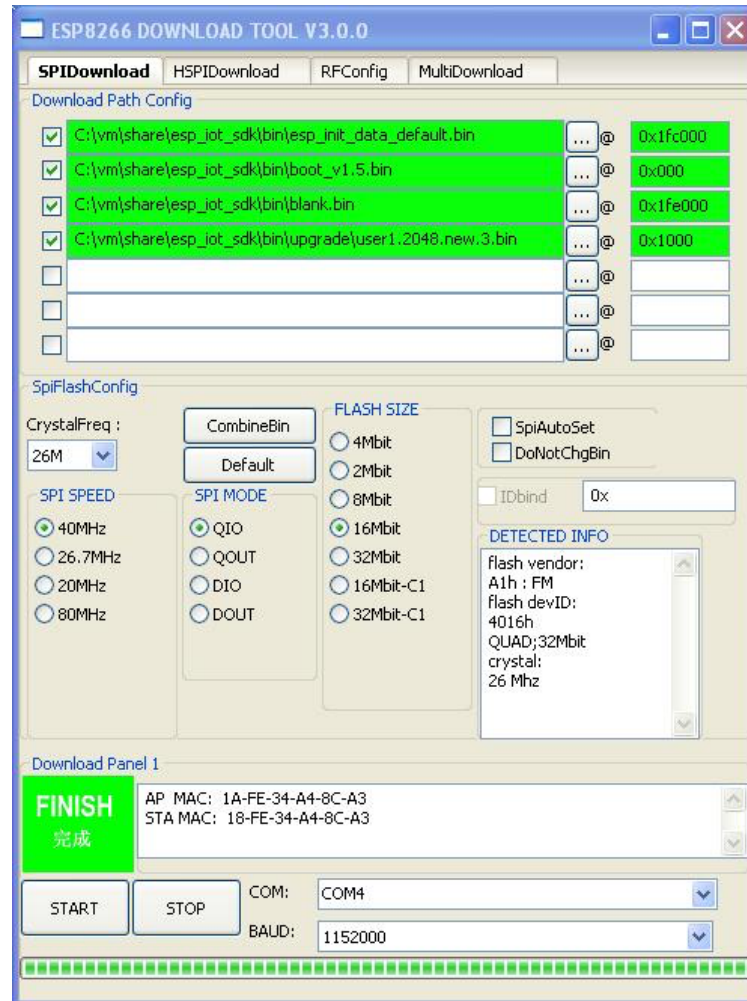 ESP8266 DOWNLOAD TOOL V3.0.0
SPIDownload HSPIDownload RFConfig MultiDownload
Download Path Config
C:\vm\share\esp_iot_sdk\bin\esp_init_data_default.bin ... @ 0x1fc000
C:\vm\share\esp_iot_sdk\bin\boot_v1.5.bin ... @ 0x000
C:\vm\share\esp_iot_sdk\bin\blank.bin ... @ 0x1fe000
C:\vm\share\esp_iot_sdk\bin\upgrade\user1.2048.new.3.bin ... @ 0x1000
... @
... @
... @
SpiFlashConfig
CrystalFreq :
26M
CombineBin
Default
SPI SPEED
40MHz
26.7MHz
20MHz
80MHz
SPI MODE
QIO
QOUT
DIO
DOUT
FLASH SIZE
4Mbit
2Mbit
8Mbit
16Mbit
32Mbit
16Mbit-C1
32Mbit-C1
SpiAutoSet
DoNotChgBin
IDbind 0x
DETECTED INFO
flash vendor:
A1h : FM
flash devID:
4016h
QUAD;32Mbit
crystal:
26 Mhz
Download Panel 1
FINISH
完成
AP MAC: 1A-FE-34-A4-8C-A3
STA MAC: 18-FE-34-A4-8C-A3
START STOP
COM: COM4
BAUD: 1152000